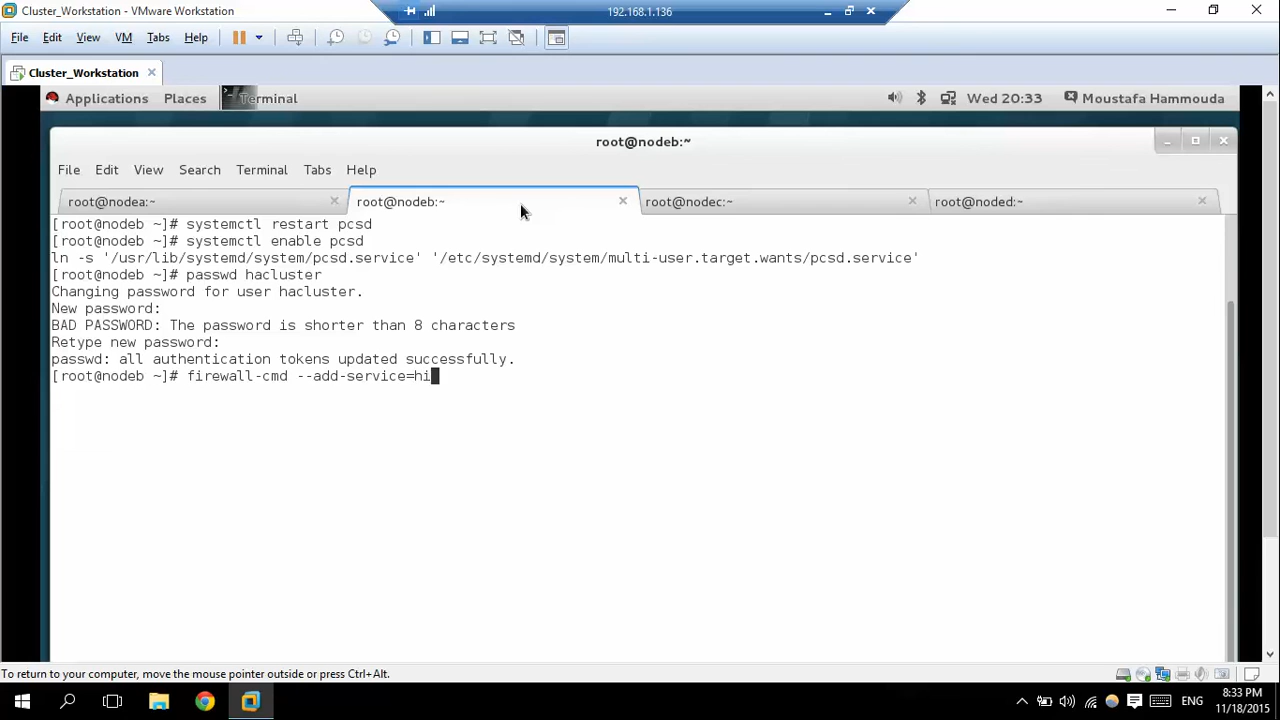 Cluster_Workstation - VMware Workstation
192.168.1.136
File Edit View VM Tabs Help
Cluster_Workstation
Applications Places Terminal Wed 20:33 Moustafa Hammouda
root@nodeb:~
File Edit View Search Terminal Tabs Help
root@nodea:~ root@nodeb:~ root@nodec:~ root@noded:~
[root@nodeb ~]# systemctl restart pcsd
[root@nodeb ~]# systemctl enable pcsd
ln -s '/usr/lib/systemd/system/pcsd.service' '/etc/systemd/system/multi-user.target.wants/pcsd.service'
[root@nodeb ~]# passwd hacluster
Changing password for user hacluster.
New password:
BAD PASSWORD: The password is shorter than 8 characters
Retype new password:
passwd: all authentication tokens updated successfully.
[root@nodeb ~]# firewall-cmd --add-service=hi
To return to your computer, move the mouse pointer outside or press Ctrl+Alt.
ENG
8:33 PM
11/18/2015